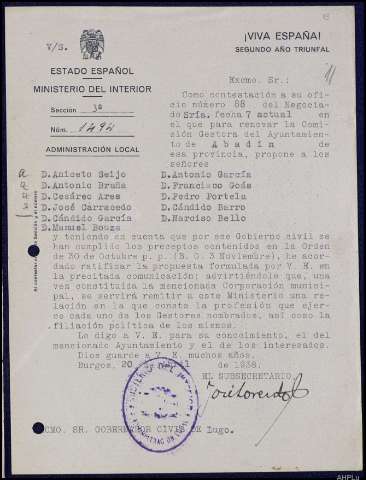 V/S.
¡VIVA ESPAÑA!
SEGUNDO AÑO TRIUNFAL
ESTADO ESPAÑOL
MINISTERIO DEL INTERIOR
Sección 3ª
Núm. 1494
ADMINISTRACIÓN LOCAL
Excmo. Sr.:
Como contestación a su ofi
cio número 88 del Negocia-
do Sría. fecha 7 actual en
el que para renovar la Comi-
sión Gestora del Ayuntamien-
to de Abadín de
esa provincia, propone a los
señores
D. Aniceto Seijo D. Antonio García
D. Antonio Braña D. Francisco Goás
D. Cesáreo Ares D. Pedro Portela
D. José Carracedo D. Cándido Barro
D. Cándido García D. Narciso Bello
D. Manuel Bouza
y teniendo en cuenta que por ese Gobierno civil se
han cumplido los preceptos contenidos en la Orden
de 30 de Octubre p. p. (B. O. 3 Noviembre), he acor-
dado ratificar la propuesta formulada por V. E. en
la precitada comunicación; advirtiéndole que, una
vez constituida la mencionada Corporación munici-
pal, se servirá remitir a este Ministerio una re-
lación en la que conste la profesión que ejer-
ce cada uno de los Gestores nombrados, así como
la filiación política de los mismos.
Lo digo a V. E. para su conocimiento, el del
mencionado Ayuntamiento y el de los interesados.
Dios guarde a V. E. muchos años.
Burgos, 20 de 1938.
EL SUBSECRETARIO,
EXCMO. SR. GOBERNADOR CIVIL DE Lugo.
AHPLu